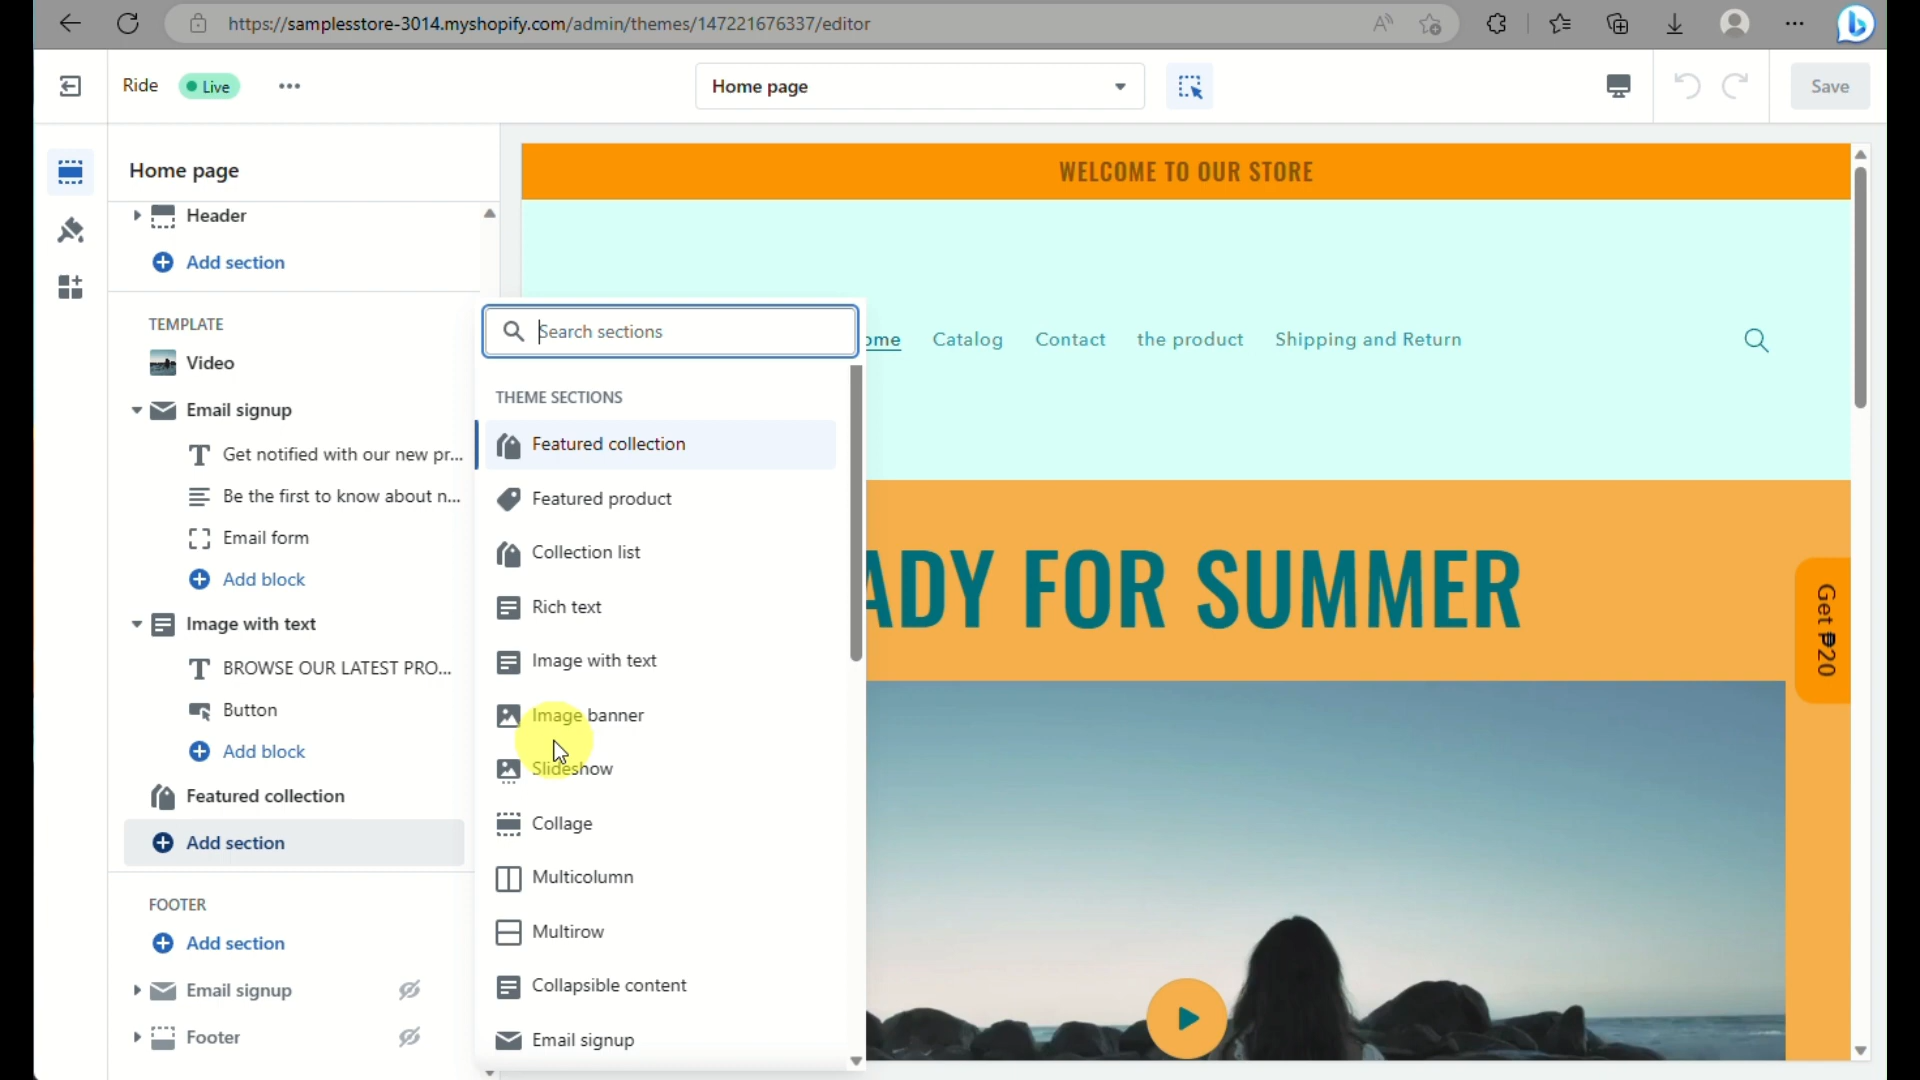 https://samplesstore-3014.myshopify.com/admin/themes/147221676337/editor
Ride
Live
Home page
Save
Home page
Header
Add section
TEMPLATE
Video
Email signup
Get notified with our new pr...
Be the first to know about n...
Email form
Add block
Image with text
BROWSE OUR LATEST PRO...
Button
Add block
Featured collection
Add section
FOOTER
Add section
Email signup
Footer
Search sections
THEME SECTIONS
Featured collection
Featured product
Collection list
Rich text
Image with text
Image banner
Slideshow
Collage
Multicolumn
Multirow
Collapsible content
Email signup
WELCOME TO OUR STORE
ome Catalog Contact the product Shipping and Return
ADY FOR SUMMER
Get ₱20